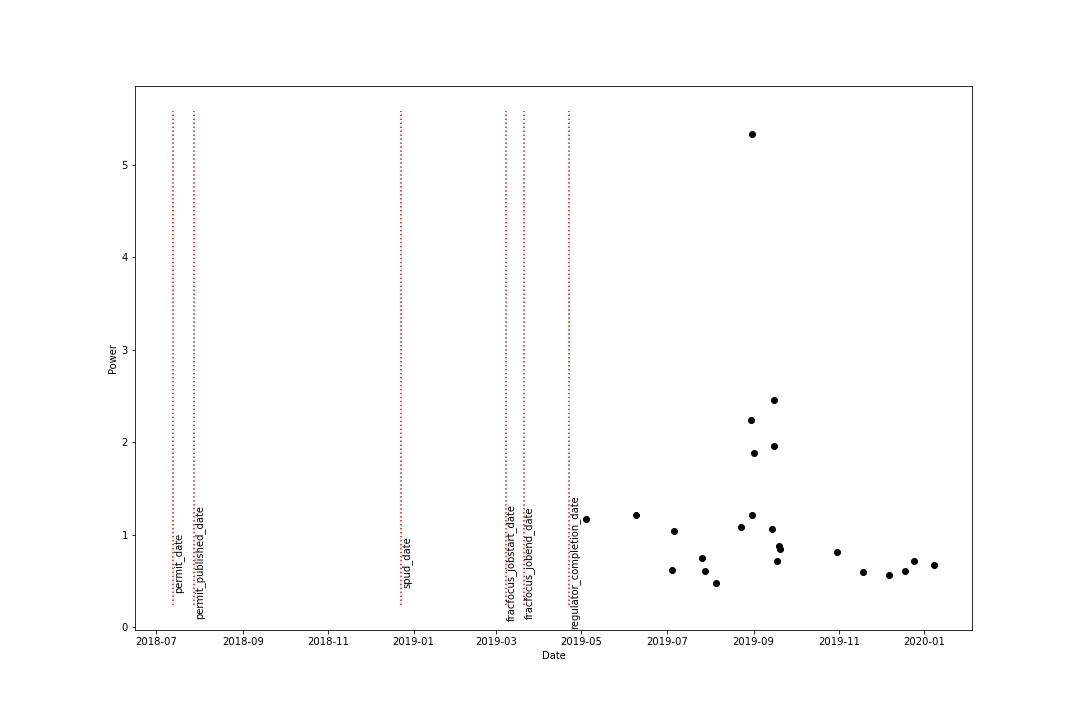 5
4
3
2
1
0
Power
permit_date
permit_published_date
spud_date
fracfocus_jobstart_date
fracfocus_jobend_date
regulator_completion_date
2018-07
2018-09
2018-11
2019-01
2019-03
2019-05
2019-07
2019-09
2019-11
2020-01
Date